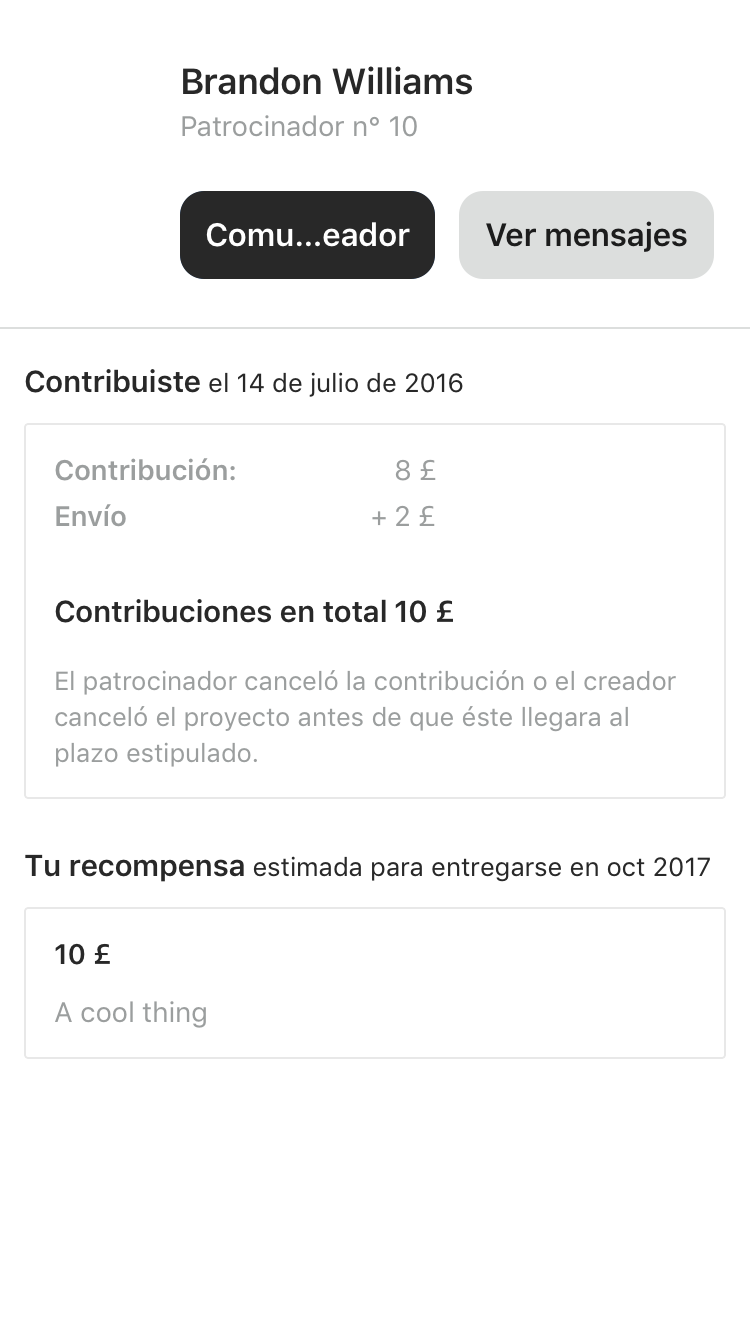 Brandon Williams
Patrocinador n° 10
Comu...eador
Ver mensajes
Contribuiste el 14 de julio de 2016
Contribución: 8 £
Envío + 2 £
Contribuciones en total 10 £
El patrocinador canceló la contribución o el creador
canceló el proyecto antes de que éste llegara al
plazo estipulado.
Tu recompensa estimada para entregarse en oct 2017
10 £
A cool thing